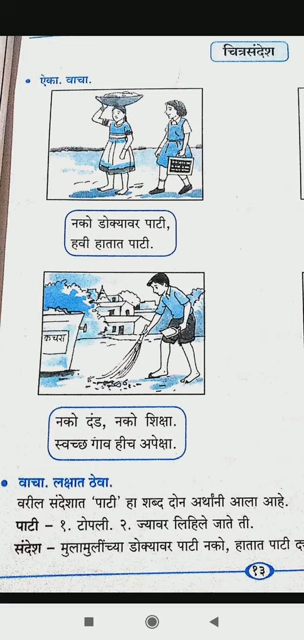 चित्रसंदेश
• ऐका. वाचा.
नको डोक्यावर पाटी,
हवी हातात पाटी.
कचरा
नको दंड, नको शिक्षा.
स्वच्छ गाव हीच अपेक्षा.
• वाचा. लक्षात ठेवा.
वरील संदेशात 'पाटी' हा शब्द दोन अर्थांनी आला आहे.
पाटी – १. टोपली. २. ज्यावर लिहिले जाते ती.
संदेश – मुलामुलींच्या डोक्यावर पाटी नको, हातात पाटी
१३